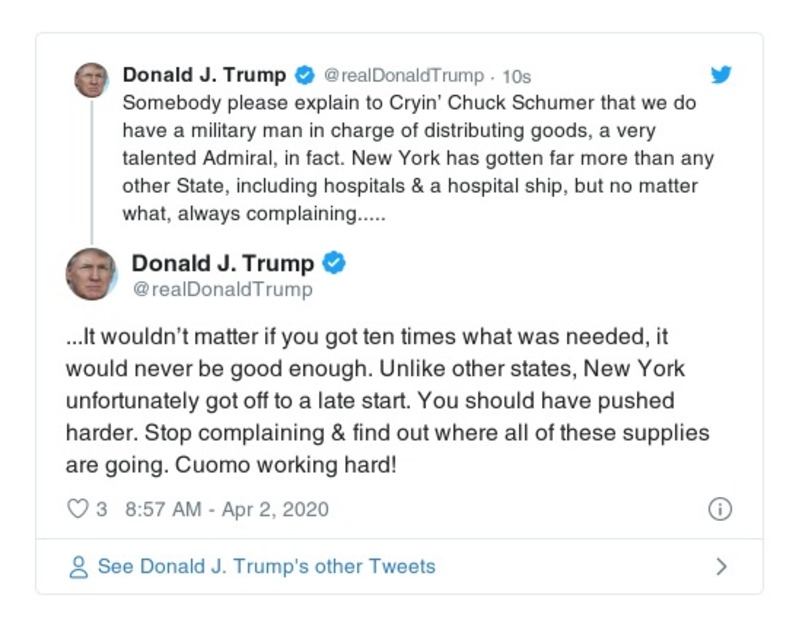 Donald J. Trump @realDonaldTrump · 10s
Somebody please explain to Cryin' Chuck Schumer that we do
have a military man in charge of distributing goods, a very
talented Admiral, in fact. New York has gotten far more than any
other State, including hospitals & a hospital ship, but no matter
what, always complaining.....
Donald J. Trump
@realDonaldTrump
...It wouldn't matter if you got ten times what was needed, it
would never be good enough. Unlike other states, New York
unfortunately got off to a late start. You should have pushed
harder. Stop complaining & find out where all of these supplies
are going. Cuomo working hard!
3 8:57 AM - Apr 2, 2020
See Donald J. Trump's other Tweets